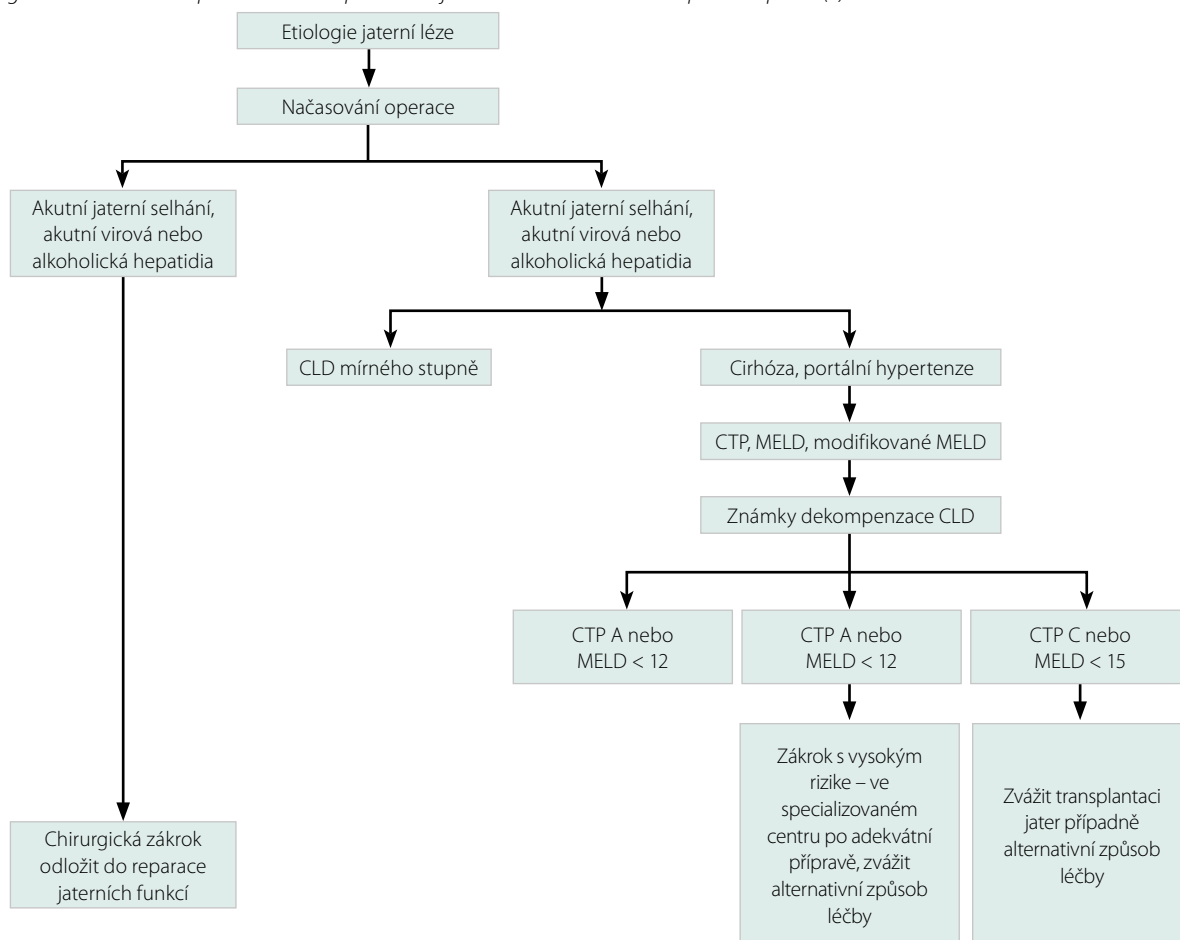 Etiologie jaterní léze
Načasování operace
Akutní jaterní selhání,
akutní virová nebo
alkoholická hepatidia
Akutní jaterní selhání,
akutní virová nebo
alkoholická hepatidia
CLD mírného stupně
Cirhóza, portální hypertenze
CTP, MELD, modifikované MELD
Známky dekompenzace CLD
CTP A nebo
MELD < 12
CTP A nebo
MELD < 12
CTP C nebo
MELD < 15
Zákrok s vysokým
rizike – ve
specializovaném
centru po adekvátní
přípravě, zvážit
alternativní způsob
léčby
Zvážit transplantaci
jater případně
alternativní způsob
léčby
Chirurgická zákrok
odložit do reparace
jaterních funkcí